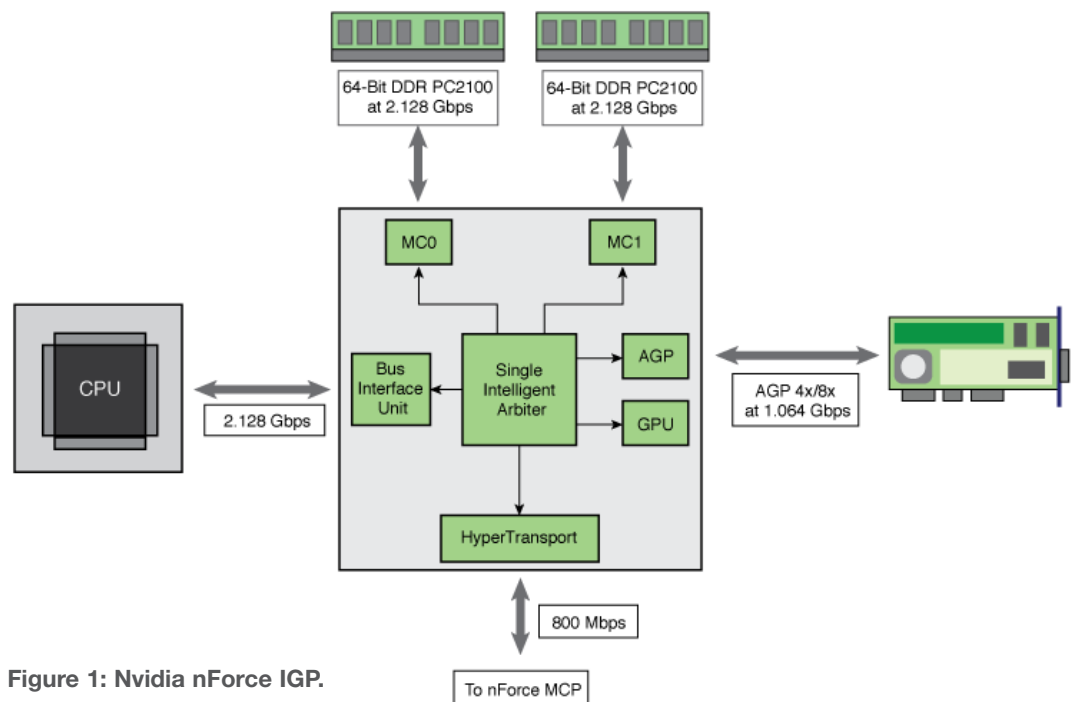 64-Bit DDR PC2100
at 2.128 Gbps
64-Bit DDR PC2100
at 2.128 Gbps
MC0
MC1
CPU
2.128 Gbps
Bus
Interface
Unit
Single
Intelligent
Arbiter
AGP
GPU
AGP 4x/8x
at 1.064 Gbps
HyperTransport
800 Mbps
To nForce MCP
Figure 1: Nvidia nForce IGP.